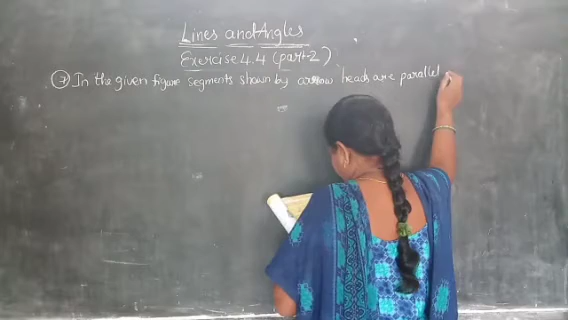 Lines and Angles
Exercise 4.4 (part-2)
7 In the given figure segments shown by arrow heads are parallel